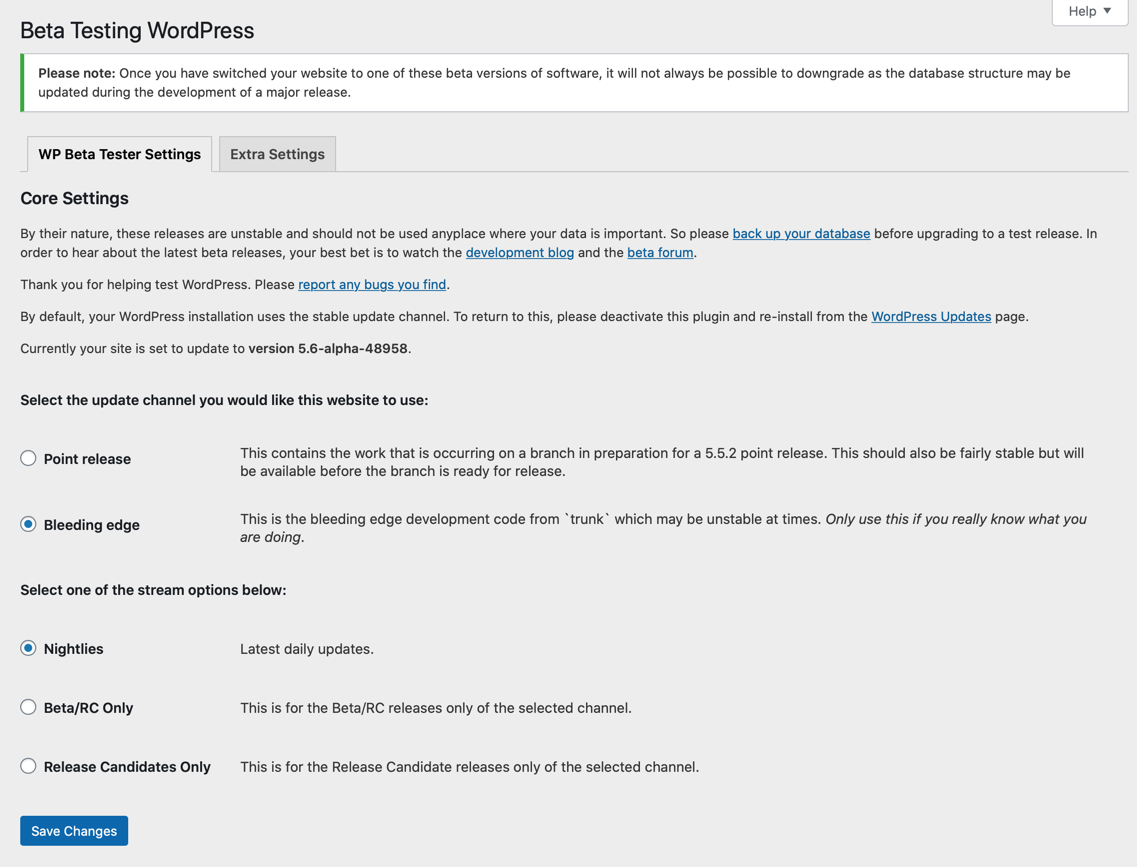 Help ▼
Beta Testing WordPress
Please note: Once you have switched your website to one of these beta versions of software, it will not always be possible to downgrade as the database structure may be
updated during the development of a major release.
WP Beta Tester Settings Extra Settings
Core Settings
By their nature, these releases are unstable and should not be used anyplace where your data is important. So please back up your database before upgrading to a test release. In
order to hear about the latest beta releases, your best bet is to watch the development blog and the beta forum.
Thank you for helping test WordPress. Please report any bugs you find.
By default, your WordPress installation uses the stable update channel. To return to this, please deactivate this plugin and re-install from the WordPress Updates page.
Currently your site is set to update to version 5.6-alpha-48958.
Select the update channel you would like this website to use:
Point release
This contains the work that is occurring on a branch in preparation for a 5.5.2 point release. This should also be fairly stable but will
be available before the branch is ready for release.
Bleeding edge
This is the bleeding edge development code from `trunk` which may be unstable at times. Only use this if you really know what you
are doing.
Select one of the stream options below:
Nightlies Latest daily updates.
Beta/RC Only This is for the Beta/RC releases only of the selected channel.
Release Candidates Only This is for the Release Candidate releases only of the selected channel.
Save Changes